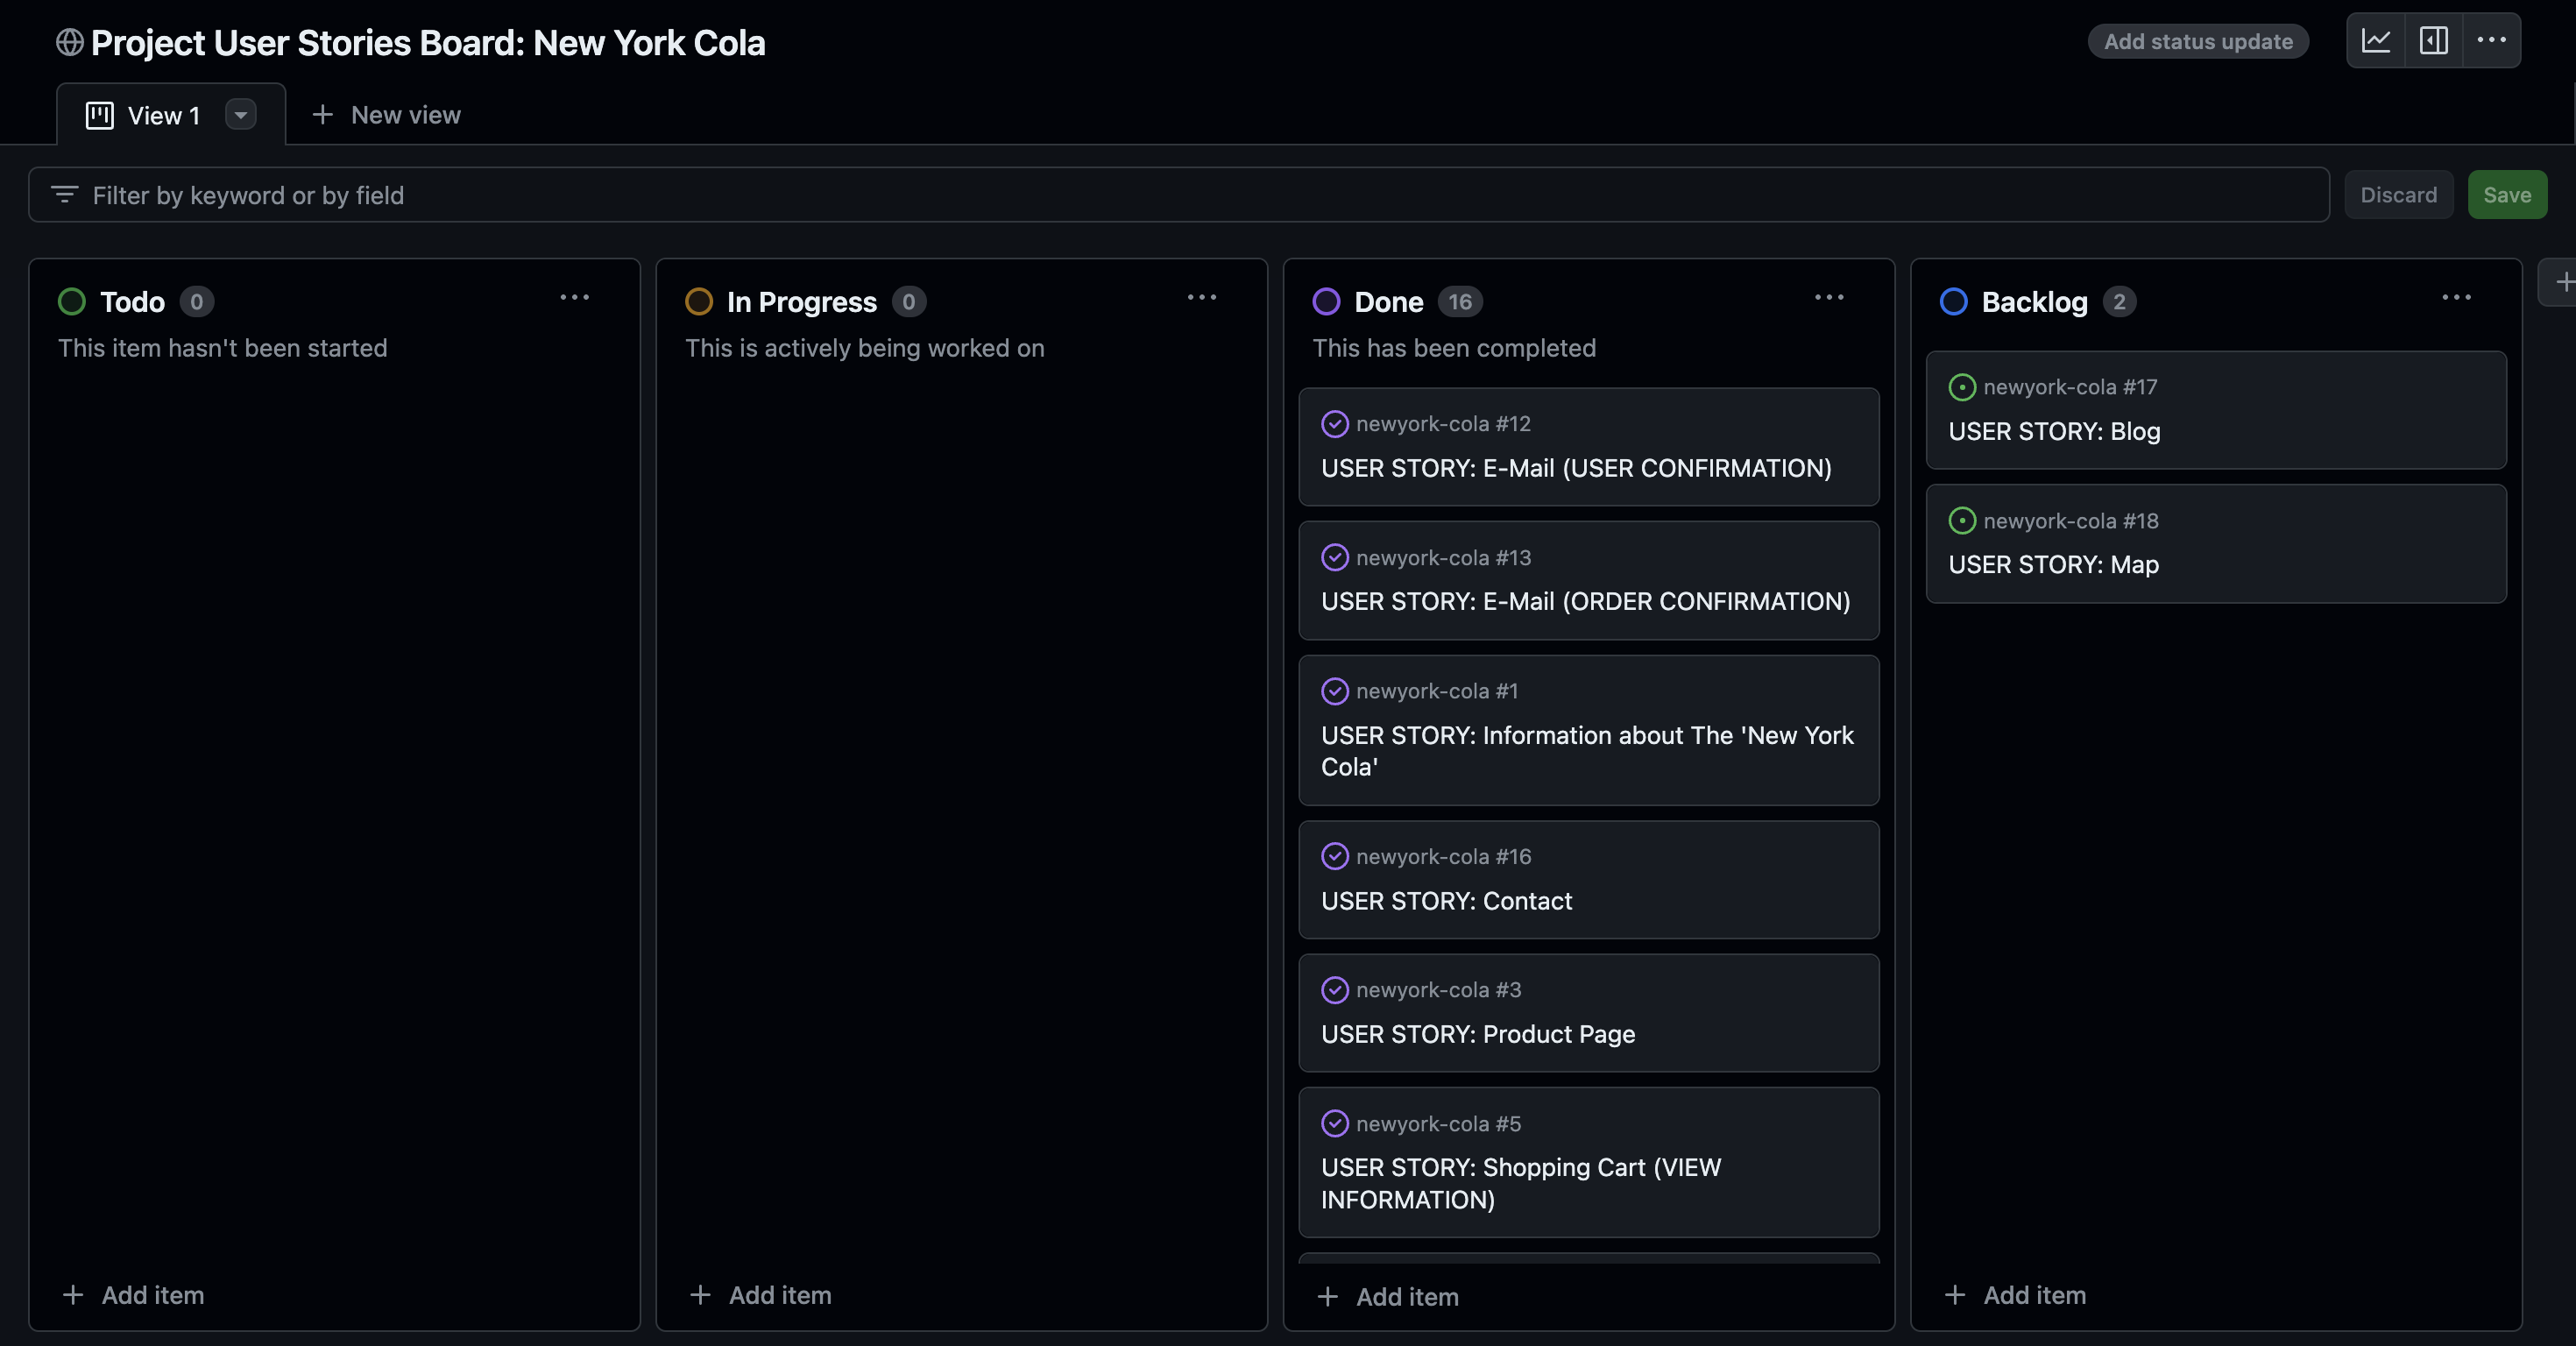 Project User Stories Board: New York Cola
Add status update
View 1
New view
Filter by keyword or by field
Discard
Save
Todo 0
This item hasn't been started
Add item
In Progress 0
This is actively being worked on
Add item
Done 16
This has been completed
newyork-cola #12
USER STORY: E-Mail (USER CONFIRMATION)
newyork-cola #13
USER STORY: E-Mail (ORDER CONFIRMATION)
newyork-cola #1
USER STORY: Information about The 'New York
Cola'
newyork-cola #16
USER STORY: Contact
newyork-cola #3
USER STORY: Product Page
newyork-cola #5
USER STORY: Shopping Cart (VIEW
INFORMATION)
Add item
Backlog 2
newyork-cola #17
USER STORY: Blog
newyork-cola #18
USER STORY: Map
Add item